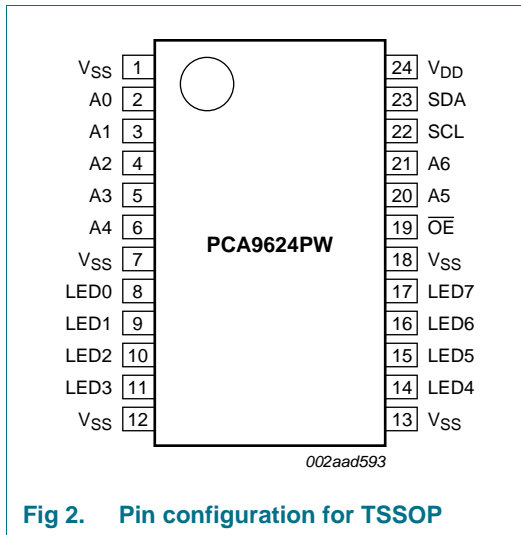 VSS 1
A0 2
A1 3
A2 4
A3 5
A4 6
VSS 7
LED0 8
LED1 9
LED2 10
LED3 11
VSS 12
PCA9624PW
24 VDD
23 SDA
22 SCL
21 A6
20 A5
19 OE
18 VSS
17 LED7
16 LED6
15 LED5
14 LED4
13 VSS
002aad593
Fig 2. Pin configuration for TSSOP